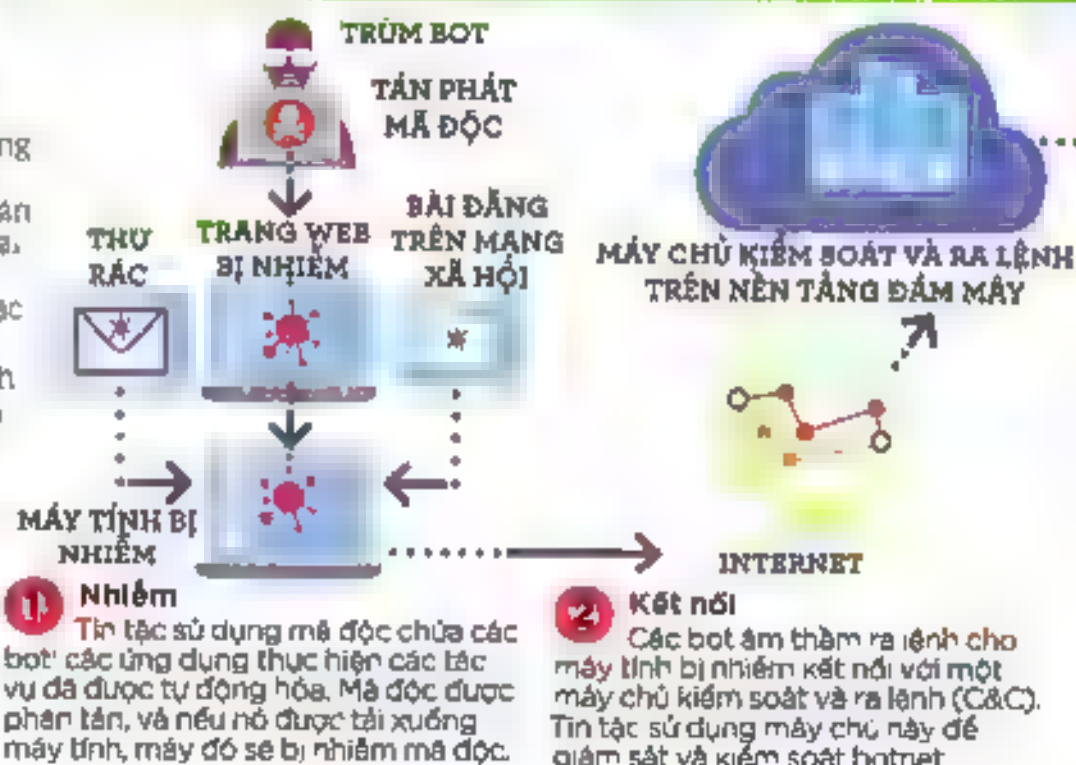 TRÙM BOT
TÁN PHÁT
MÃ ĐỘC
ng
án
ạ,
ặc
h
THƯ
RÁC
TRANG WEB
BỊ NHIỄM
BÀI ĐĂNG
TRÊN MẠNG
XÃ HỘI
MÁY CHỦ KIỂM SOÁT VÀ RA LỆNH
TRÊN NỀN TẢNG ĐÁM MÂY
MÁY TÍNH BỊ
NHIỄM
INTERNET
1 Nhiễm
Tin tặc sử dụng mã độc chứa các
bot: các ứng dụng thực hiện các tác
vụ đã được tự động hóa. Mã độc được
phân tán, và nếu nó được tải xuống
máy tính, máy đó sẽ bị nhiễm mã độc.
2 Kết nối
Các bot âm thầm ra lệnh cho
máy tính bị nhiễm kết nối với một
máy chủ kiểm soát và ra lệnh (C&C).
Tin tặc sử dụng máy chủ này để
giám sát và kiểm soát botnet